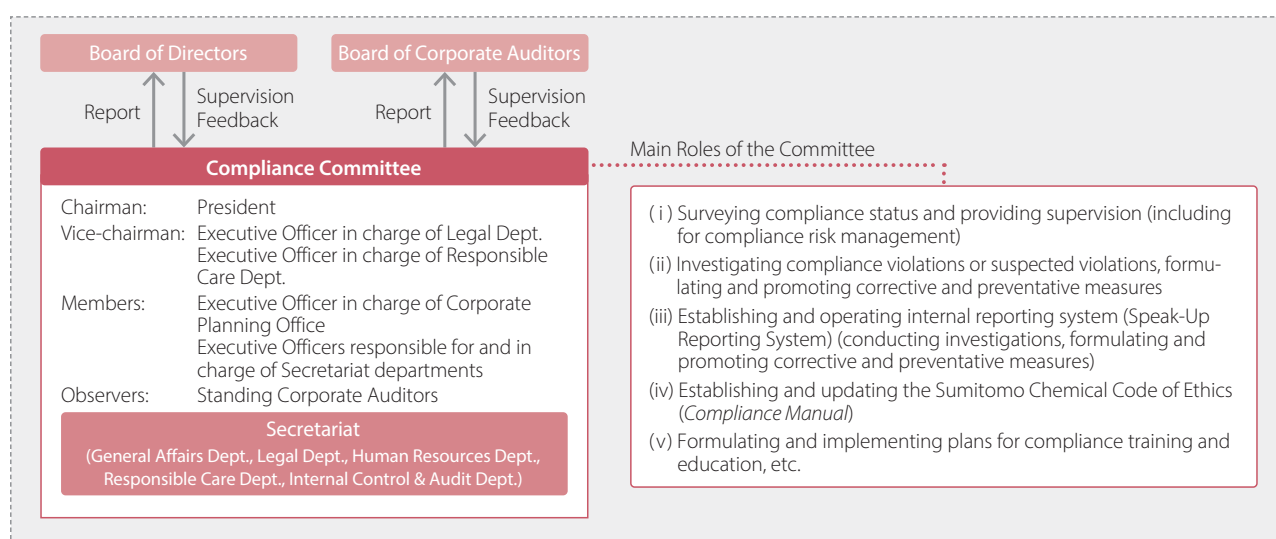 Board of Directors
Board of Corporate Auditors
Report
Supervision
Feedback
Report
Supervision
Feedback
Compliance Committee
Chairman: President
Vice-chairman: Executive Officer in charge of Legal Dept.
Executive Officer in charge of Responsible
Care Dept.
Members: Executive Officer in charge of Corporate
Planning Office
Executive Officers responsible for and in
charge of Secretariat departments
Observers: Standing Corporate Auditors
Secretariat
(General Affairs Dept., Legal Dept., Human Resources Dept.,
Responsible Care Dept., Internal Control & Audit Dept.)
Main Roles of the Committee
(i) Surveying compliance status and providing supervision (including
for compliance risk management)
(ii) Investigating compliance violations or suspected violations, formu-
lating and promoting corrective and preventative measures
(iii) Establishing and operating internal reporting system (Speak-Up
Reporting System) (conducting investigations, formulating and
promoting corrective and preventative measures)
(iv) Establishing and updating the Sumitomo Chemical Code of Ethics
(Compliance Manual)
(v) Formulating and implementing plans for compliance training and
education, etc.